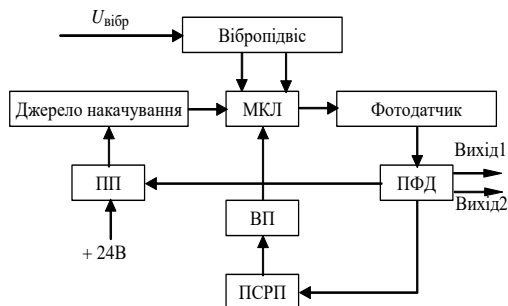 Uвібр
Вібропідвіс
Джерело накачування
МКЛ
Фотодатчик
Вихід1
ПП
ПФД
Вихід2
ВП
+ 24В
ПСРП